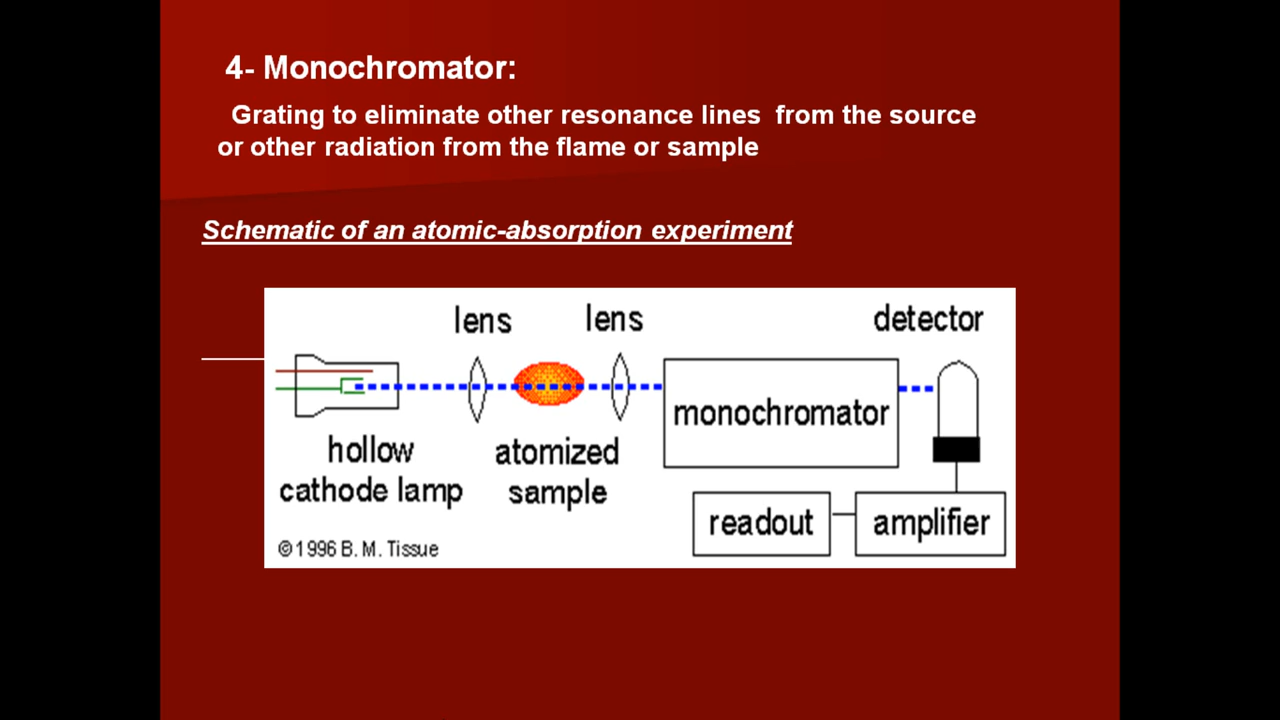 4- Monochromator:
Grating to eliminate other resonance lines from the source
or other radiation from the flame or sample
Schematic of an atomic-absorption experiment
lens
lens
detector
monochromator
hollow
cathode lamp
atomized
sample
readout
amplifier
©1996 B. M. Tissue